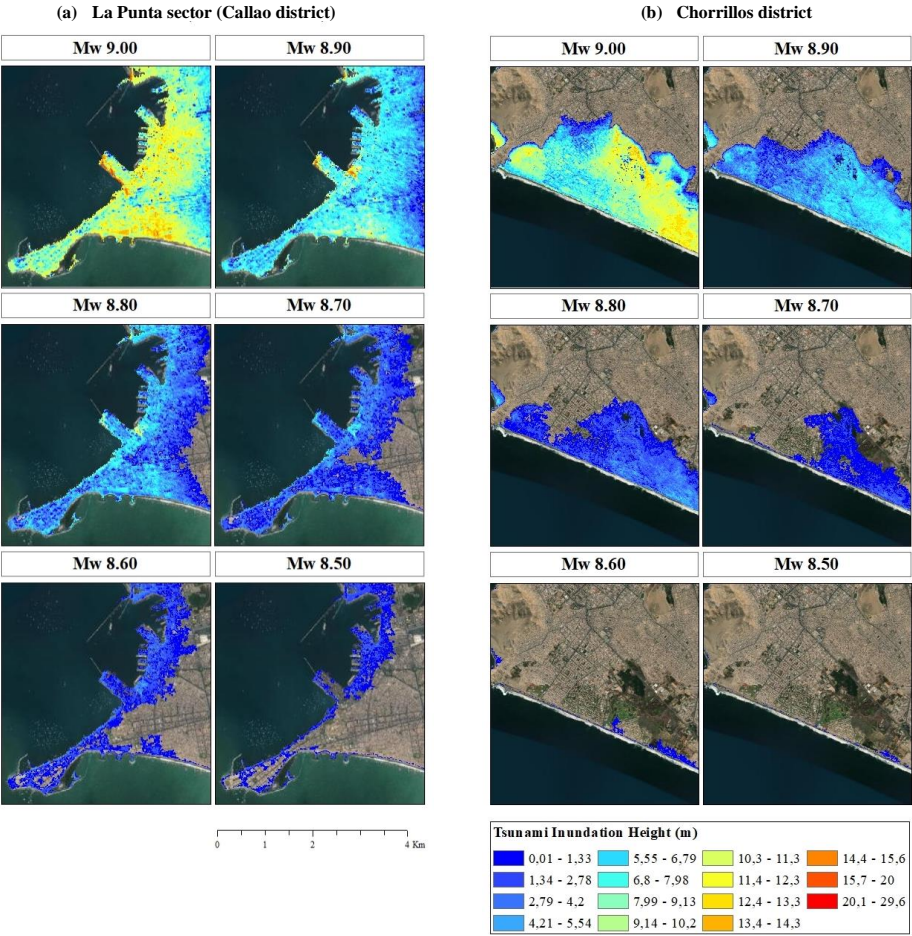 (a) La Punta sector (Callao district)
(b) Chorrillos district
Mw 9.00
Mw 8.90
Mw 9.00
Mw 8.90
Mw 8.80
Mw 8.70
Mw 8.80
Mw 8.70
Mw 8.60
Mw 8.50
Mw 8.60
Mw 8.50
0 1 2 4 Km
Tsunami Inundation Height (m)
0,01 - 1,33
5,55 - 6,79
10,3 - 11,3
14,4 - 15,6
1,34 - 2,78
6,8 - 7,98
11,4 - 12,3
15,7 - 20
2,79 - 4,2
7,99 - 9,13
12,4 - 13,3
20,1 - 29,6
4,21 - 5,54
9,14 - 10,2
13,4 - 14,3